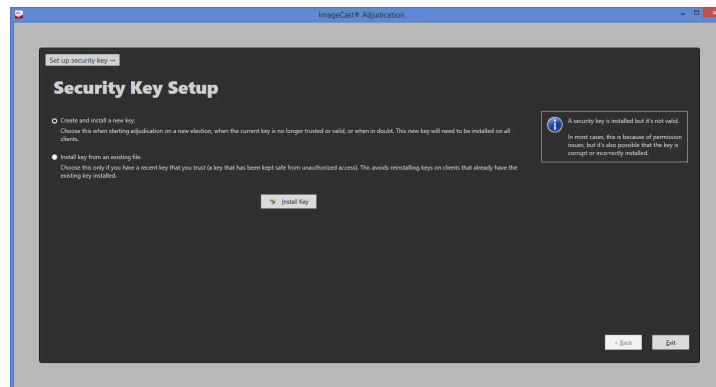 ImageCast® Adjudication
Set up security key →
Security Key Setup
Create and install a new key.
Choose this when starting adjudication on a new election, when the current key is no longer trusted or valid, or when in doubt. This new key will need to be installed on all
clients.
Install key from an existing file.
Choose this only if you have a recent key that you trust (a key that has been kept safe from unauthorized access). This avoids reinstalling keys on clients that already have the
existing key installed.
Install Key
A security key is installed but it's not valid.
In most cases, this is because of permission
issues, but it's also possible that the key is
corrupt or incorrectly installed.
< Back
Exit